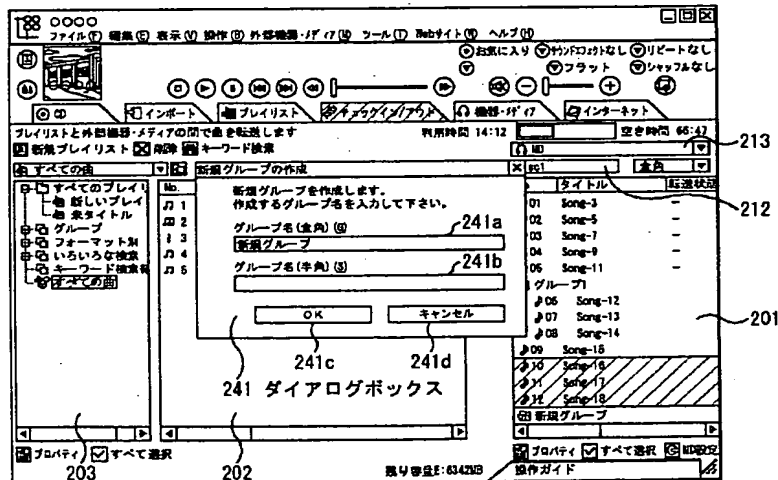 ○○○○
ファイル(F) 編集(E) 表示(V) 操作(B) 外部機器・メディア(M) ツール(T) Webサイト(W) ヘルプ(H)
お気に入り サウンドエフェクトなし リピートなし
フラット シャッフルなし
CD インポート プレイリスト チェックイン/アウト 機器・メディア インターネット
プレイリストと外部機器・メディアの間で曲を転送します 利用時間 14:12 空き時間 66:47
新規プレイリスト 削除 キーワード検索
MD
213
すべての曲
新規グループの作成
全角
212
すべてのプレイリ
新しいプレイ
未タイトル
グループ
フォーマット別
いろいろな検索
キーワード検索
すべての曲
No.
1
2
3
4
5
新規グループを作成します。
作成するグループ名を入力して下さい。
グループ名(全角)(G)
241a
新規グループ
グループ名(半角)(S)
241b
OK
キャンセル
241c
241d
241 ダイアログボックス
タイトル 転送状況
01 Song-3 –
02 Song-5 –
03 Song-7 –
04 Song-9 –
05 Song-11 –
グループ1
06 Song-12
07 Song-13
08 Song-14
09 Song-15
10 Song-16
11 Song-17
12 Song-18
新規グループ
201
プロパティ すべて選択
203
202
残り容量E:6342MB
プロパティ すべて選択 MD設定
操作ガイド